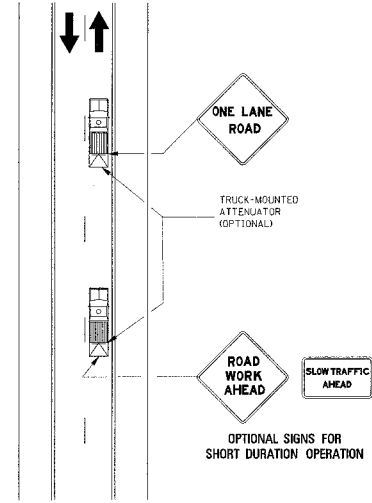 ONE LANE
ROAD
TRUCK-MOUNTED
ATTENUATOR
(OPTIONAL)
ROAD
WORK
AHEAD
SLOW TRAFFIC
AHEAD
OPTIONAL SIGNS FOR
SHORT DURATION OPERATION